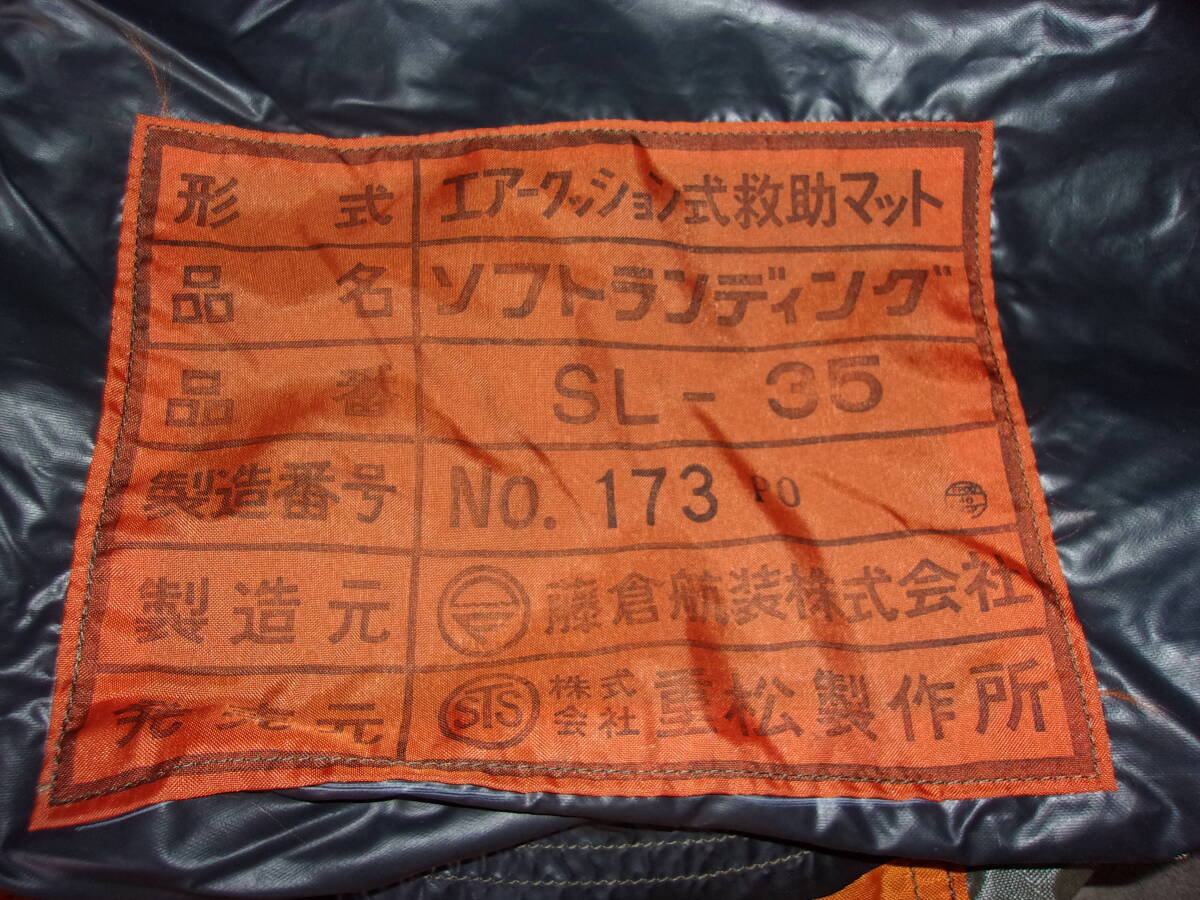 形式 エアークッション式救助マット
品名 ソフトランディング
品番 SL-35
製造番号 No. 173 PO
製造元 藤倉航装株式会社
発売元 STS 株式会社 重松製作所